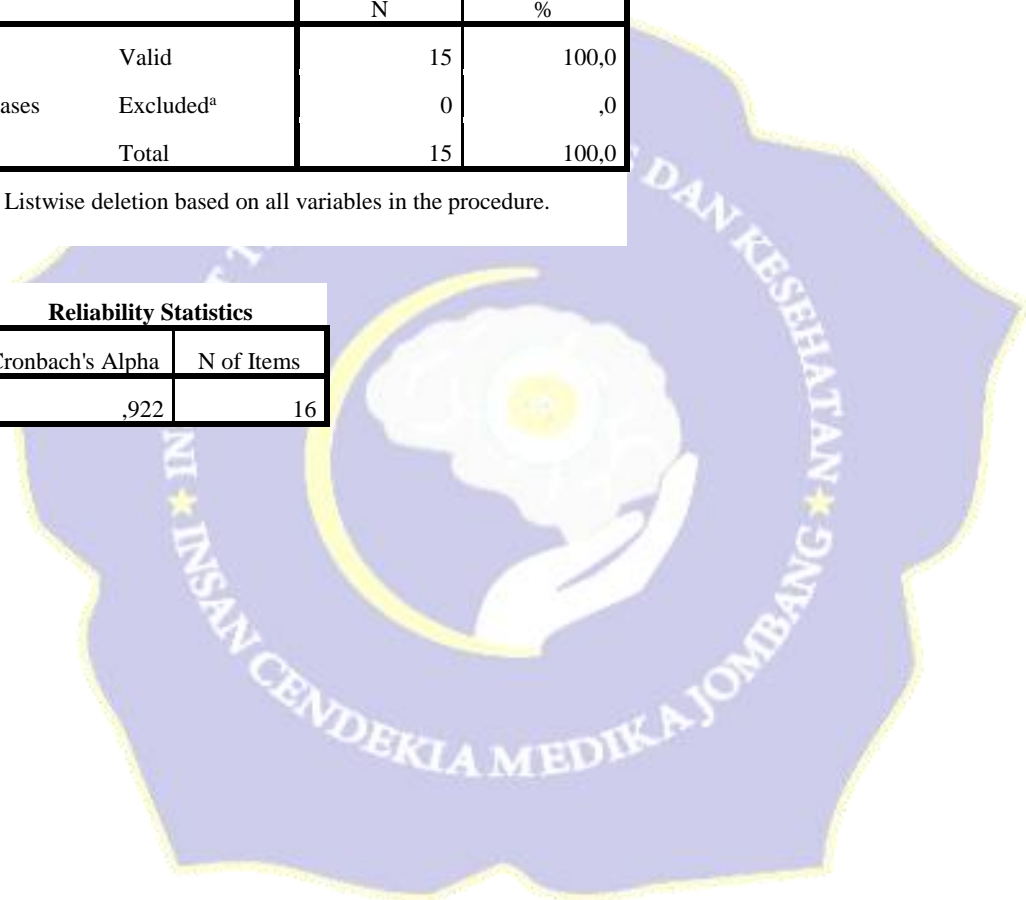 N %
Valid 15 100,0
ases Excludedᵃ 0 ,0
Total 15 100,0
Listwise deletion based on all variables in the procedure.
Reliability Statistics
Cronbach's Alpha N of Items
,922 16
DAN KESEHATAN
INSAN CENDEKIA MEDIKA JOMBANG